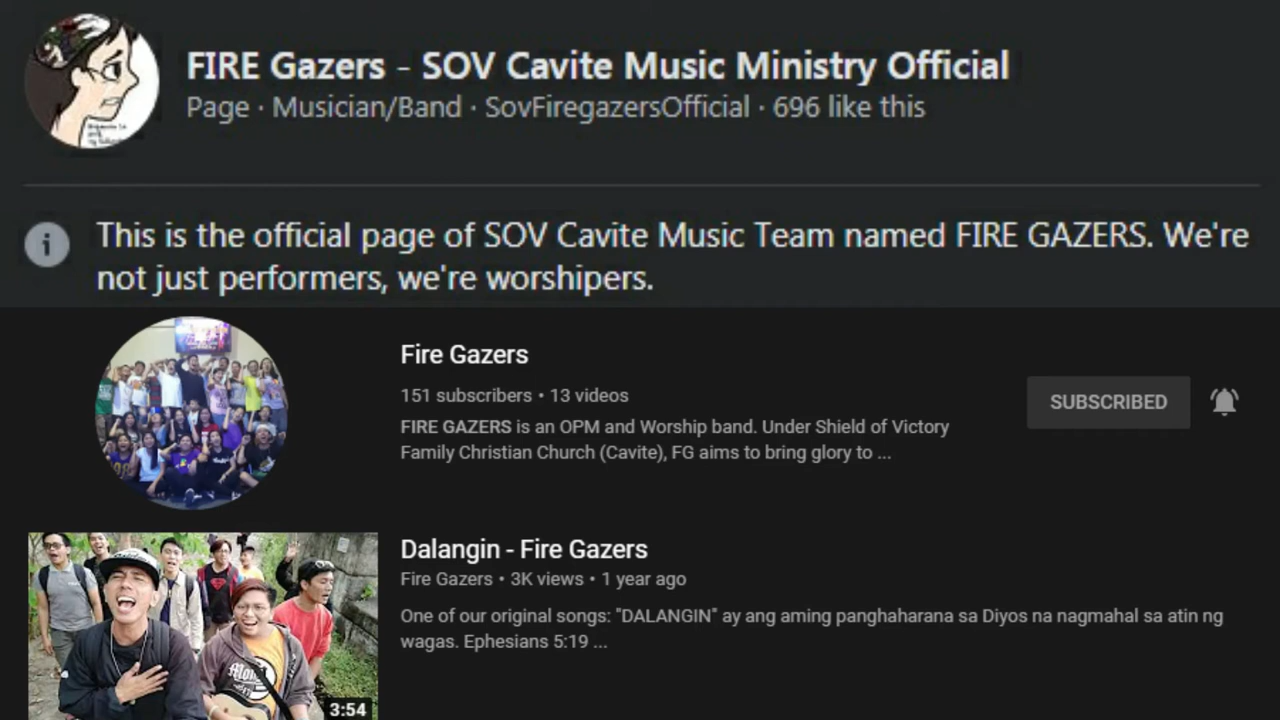 FIRE Gazers - SOV Cavite Music Ministry Official
Page · Musician/Band · SovFiregazersOfficial · 696 like this
This is the official page of SOV Cavite Music Team named FIRE GAZERS. We're
not just performers, we're worshipers.
Fire Gazers
151 subscribers • 13 videos
FIRE GAZERS is an OPM and Worship band. Under Shield of Victory
Family Christian Church (Cavite), FG aims to bring glory to ...
SUBSCRIBED
Dalangin - Fire Gazers
Fire Gazers • 3K views • 1 year ago
One of our original songs: "DALANGIN" ay ang aming panghaharana sa Diyos na nagmahal sa atin ng
wagas. Ephesians 5:19 ...
3:54